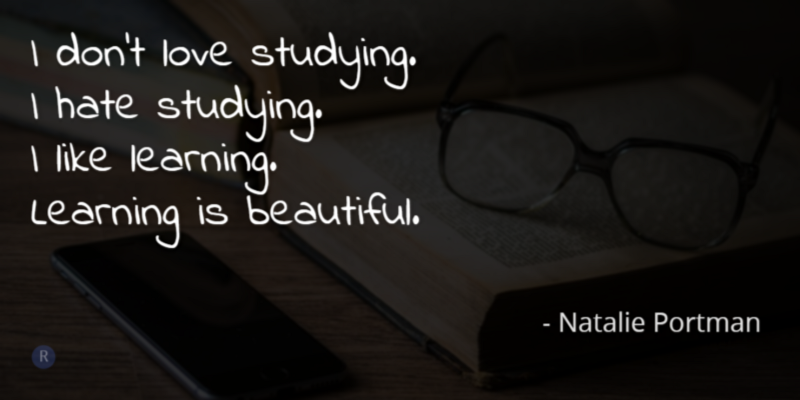 I don't love studying.
I hate studying.
I like learning.
Learning is beautiful.
- Natalie Portman
R